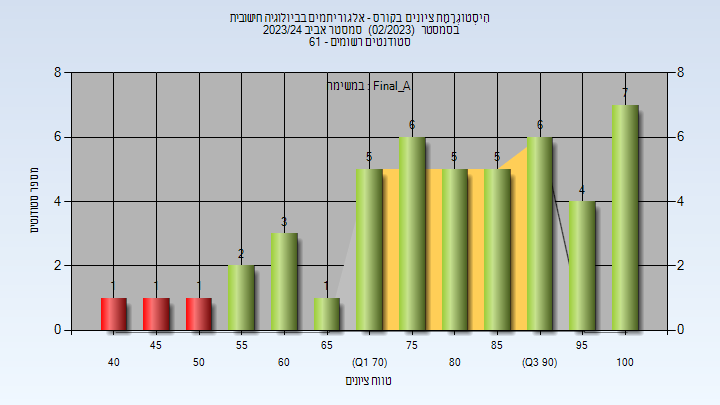 היסטוגרמת ציונים בקורס - אלגוריתמים בביולוגיה חישובית
בסמסטר (02/2023) סמסטר אביב 2023/24
סטודנטים רשומים - 61
במשימה : Final_A
8 8
6 6
4 4
2 2
0 0
מספר סטודנטים
1 1 1 2 3 1 5 6 5 5 6 4 7
45 55 65 75 85 95
40 50 60 (Q1 70) 80 (Q3 90) 100
טווח ציונים